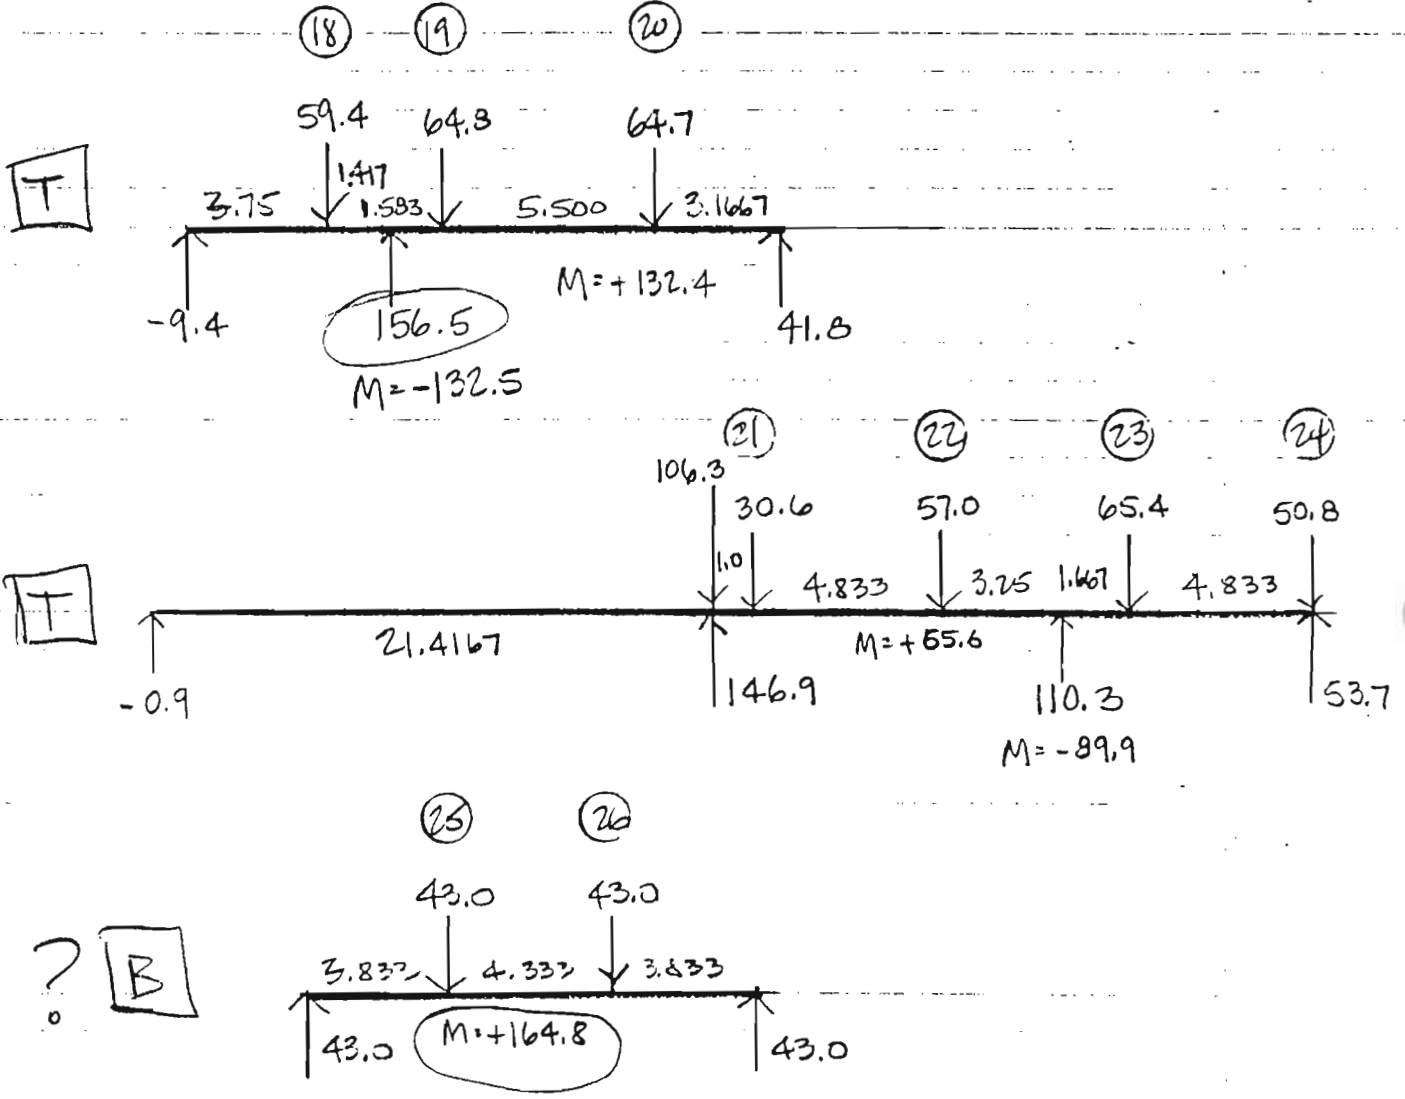 18 19 20
59.4 64.3 64.7
T
1.417
3.75 1.583 5.500 3.1667
M=+132.4
-9.4 156.5 41.8
M=-132.5
21 22 23 24
106.3
30.6 57.0 65.4 50.8
1.0
T
4.833 3.25 1.667 4.833
21.4167 M=+55.6
-0.9 146.9 110.3 53.7
M=-89.9
25 26
43.0 43.0
? B
3.833 4.333 3.833
43.0 M=+164.8 43.0